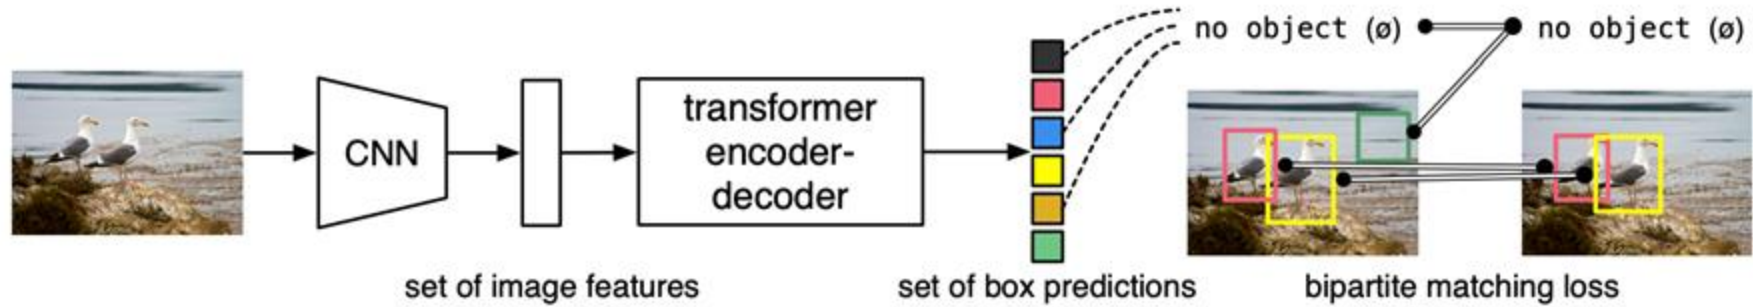 no object (ø)
no object (ø)
CNN
transformer
encoder-
decoder
set of image features
set of box predictions
bipartite matching loss